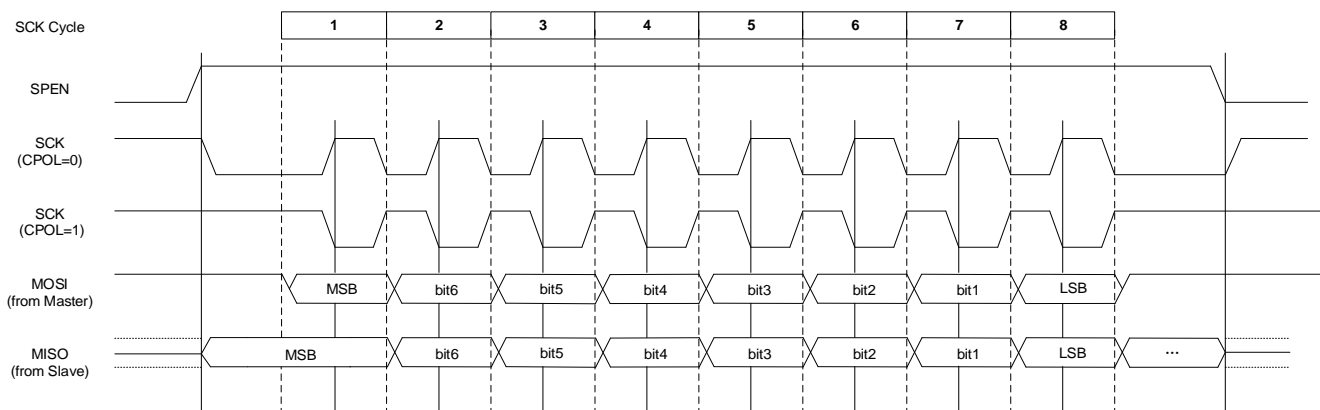 SCK Cycle 1 2 3 4 5 6 7 8
SPEN
SCK
(CPOL=0)
SCK
(CPOL=1)
MOSI
(from Master)
MSB bit6 bit5 bit4 bit3 bit2 bit1 LSB
MISO
(from Slave)
MSB bit6 bit5 bit4 bit3 bit2 bit1 LSB ...